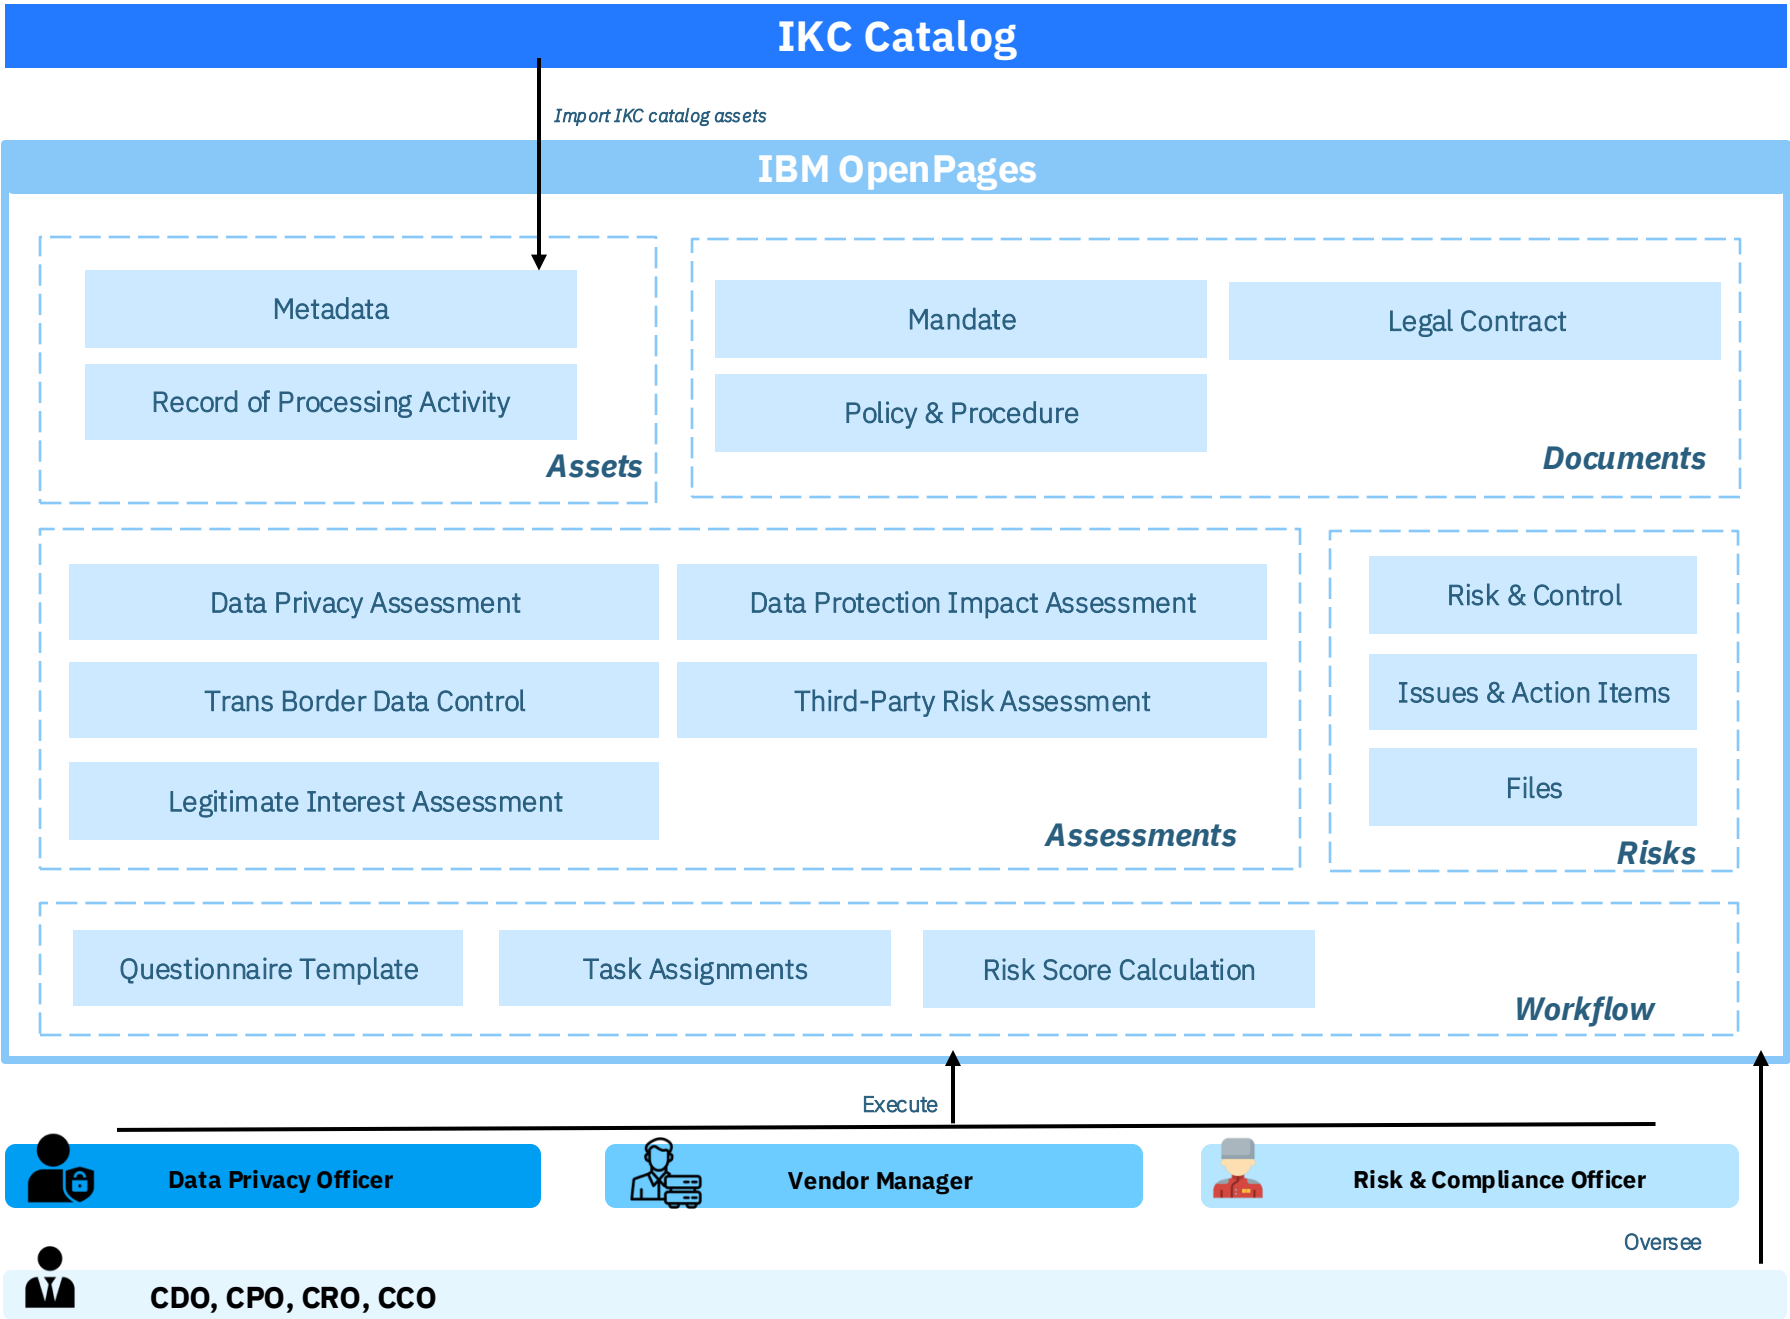 IKC Catalog
Import IKC catalog assets
IBM OpenPages
Metadata
Record of Processing Activity
Assets
Mandate
Legal Contract
Policy & Procedure
Documents
Data Privacy Assessment
Data Protection Impact Assessment
Trans Border Data Control
Third-Party Risk Assessment
Legitimate Interest Assessment
Assessments
Risk & Control
Issues & Action Items
Files
Risks
Questionnaire Template
Task Assignments
Risk Score Calculation
Workflow
Execute
Data Privacy Officer
Vendor Manager
Risk & Compliance Officer
Oversee
CDO, CPO, CRO, CCO